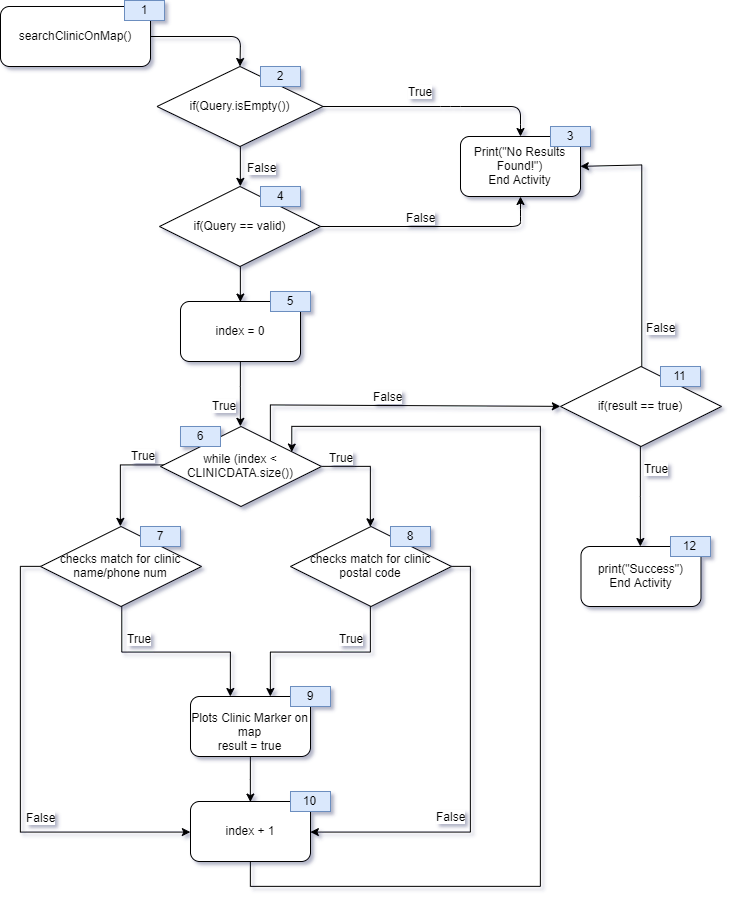 1
searchClinicOnMap()
2
if(Query.isEmpty())
True
3
Print("No Results
Found!")
End Activity
False
4
if(Query == valid)
False
5
index = 0
True
False
False
11
if(result == true)
6
while (index <
CLINICDATA.size())
True
True
True
7
checks match for clinic
name/phone num
8
checks match for clinic
postal code
12
print("Success")
End Activity
True
True
9
Plots Clinic Marker on
map
result = true
10
index + 1
False
False